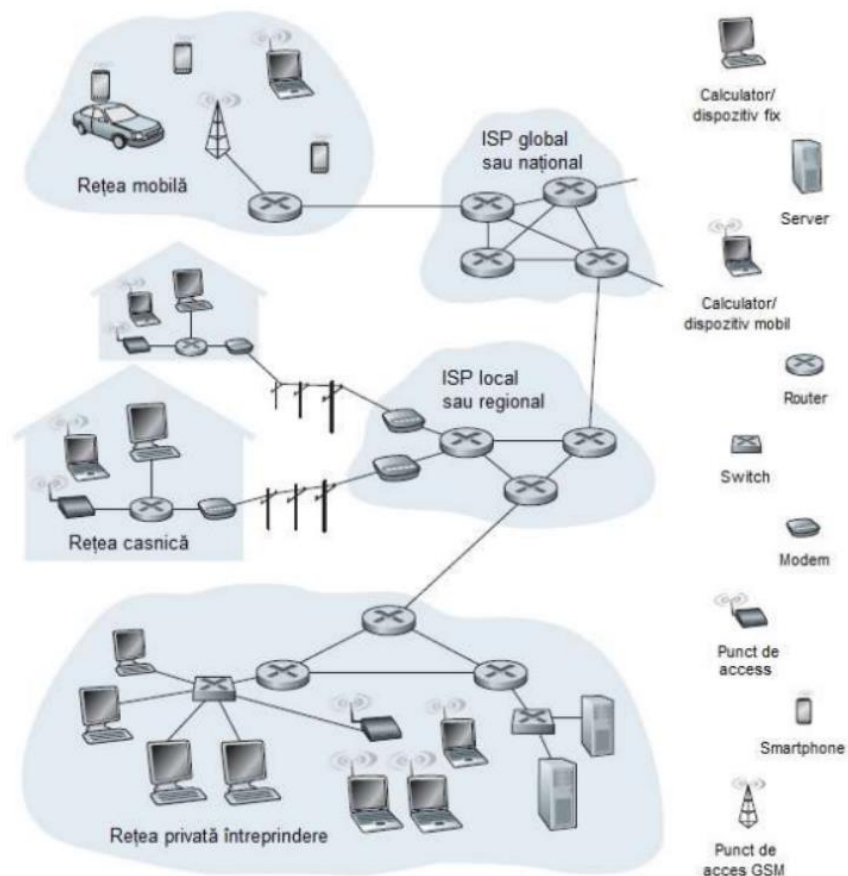 Rețea mobilă
ISP global
sau național
ISP local
sau regional
Rețea casnică
Rețea privată întreprindere
Calculator/
dispozitiv fix
Server
Calculator/
dispozitiv mobil
Router
Switch
Modem
Punct de
access
Smartphone
Punct de
acces GSM